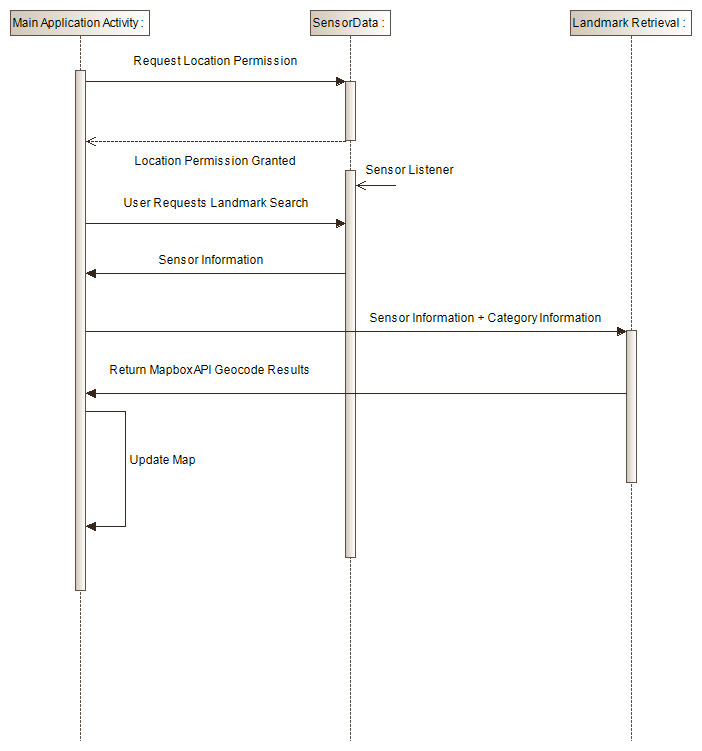 Main Application Activity :
SensorData :
Landmark Retrieval :
Request Location Permission
Location Permission Granted
Sensor Listener
User Requests Landmark Search
Sensor Information
Sensor Information + Category Information
Return MapboxAPI Geocode Results
Update Map